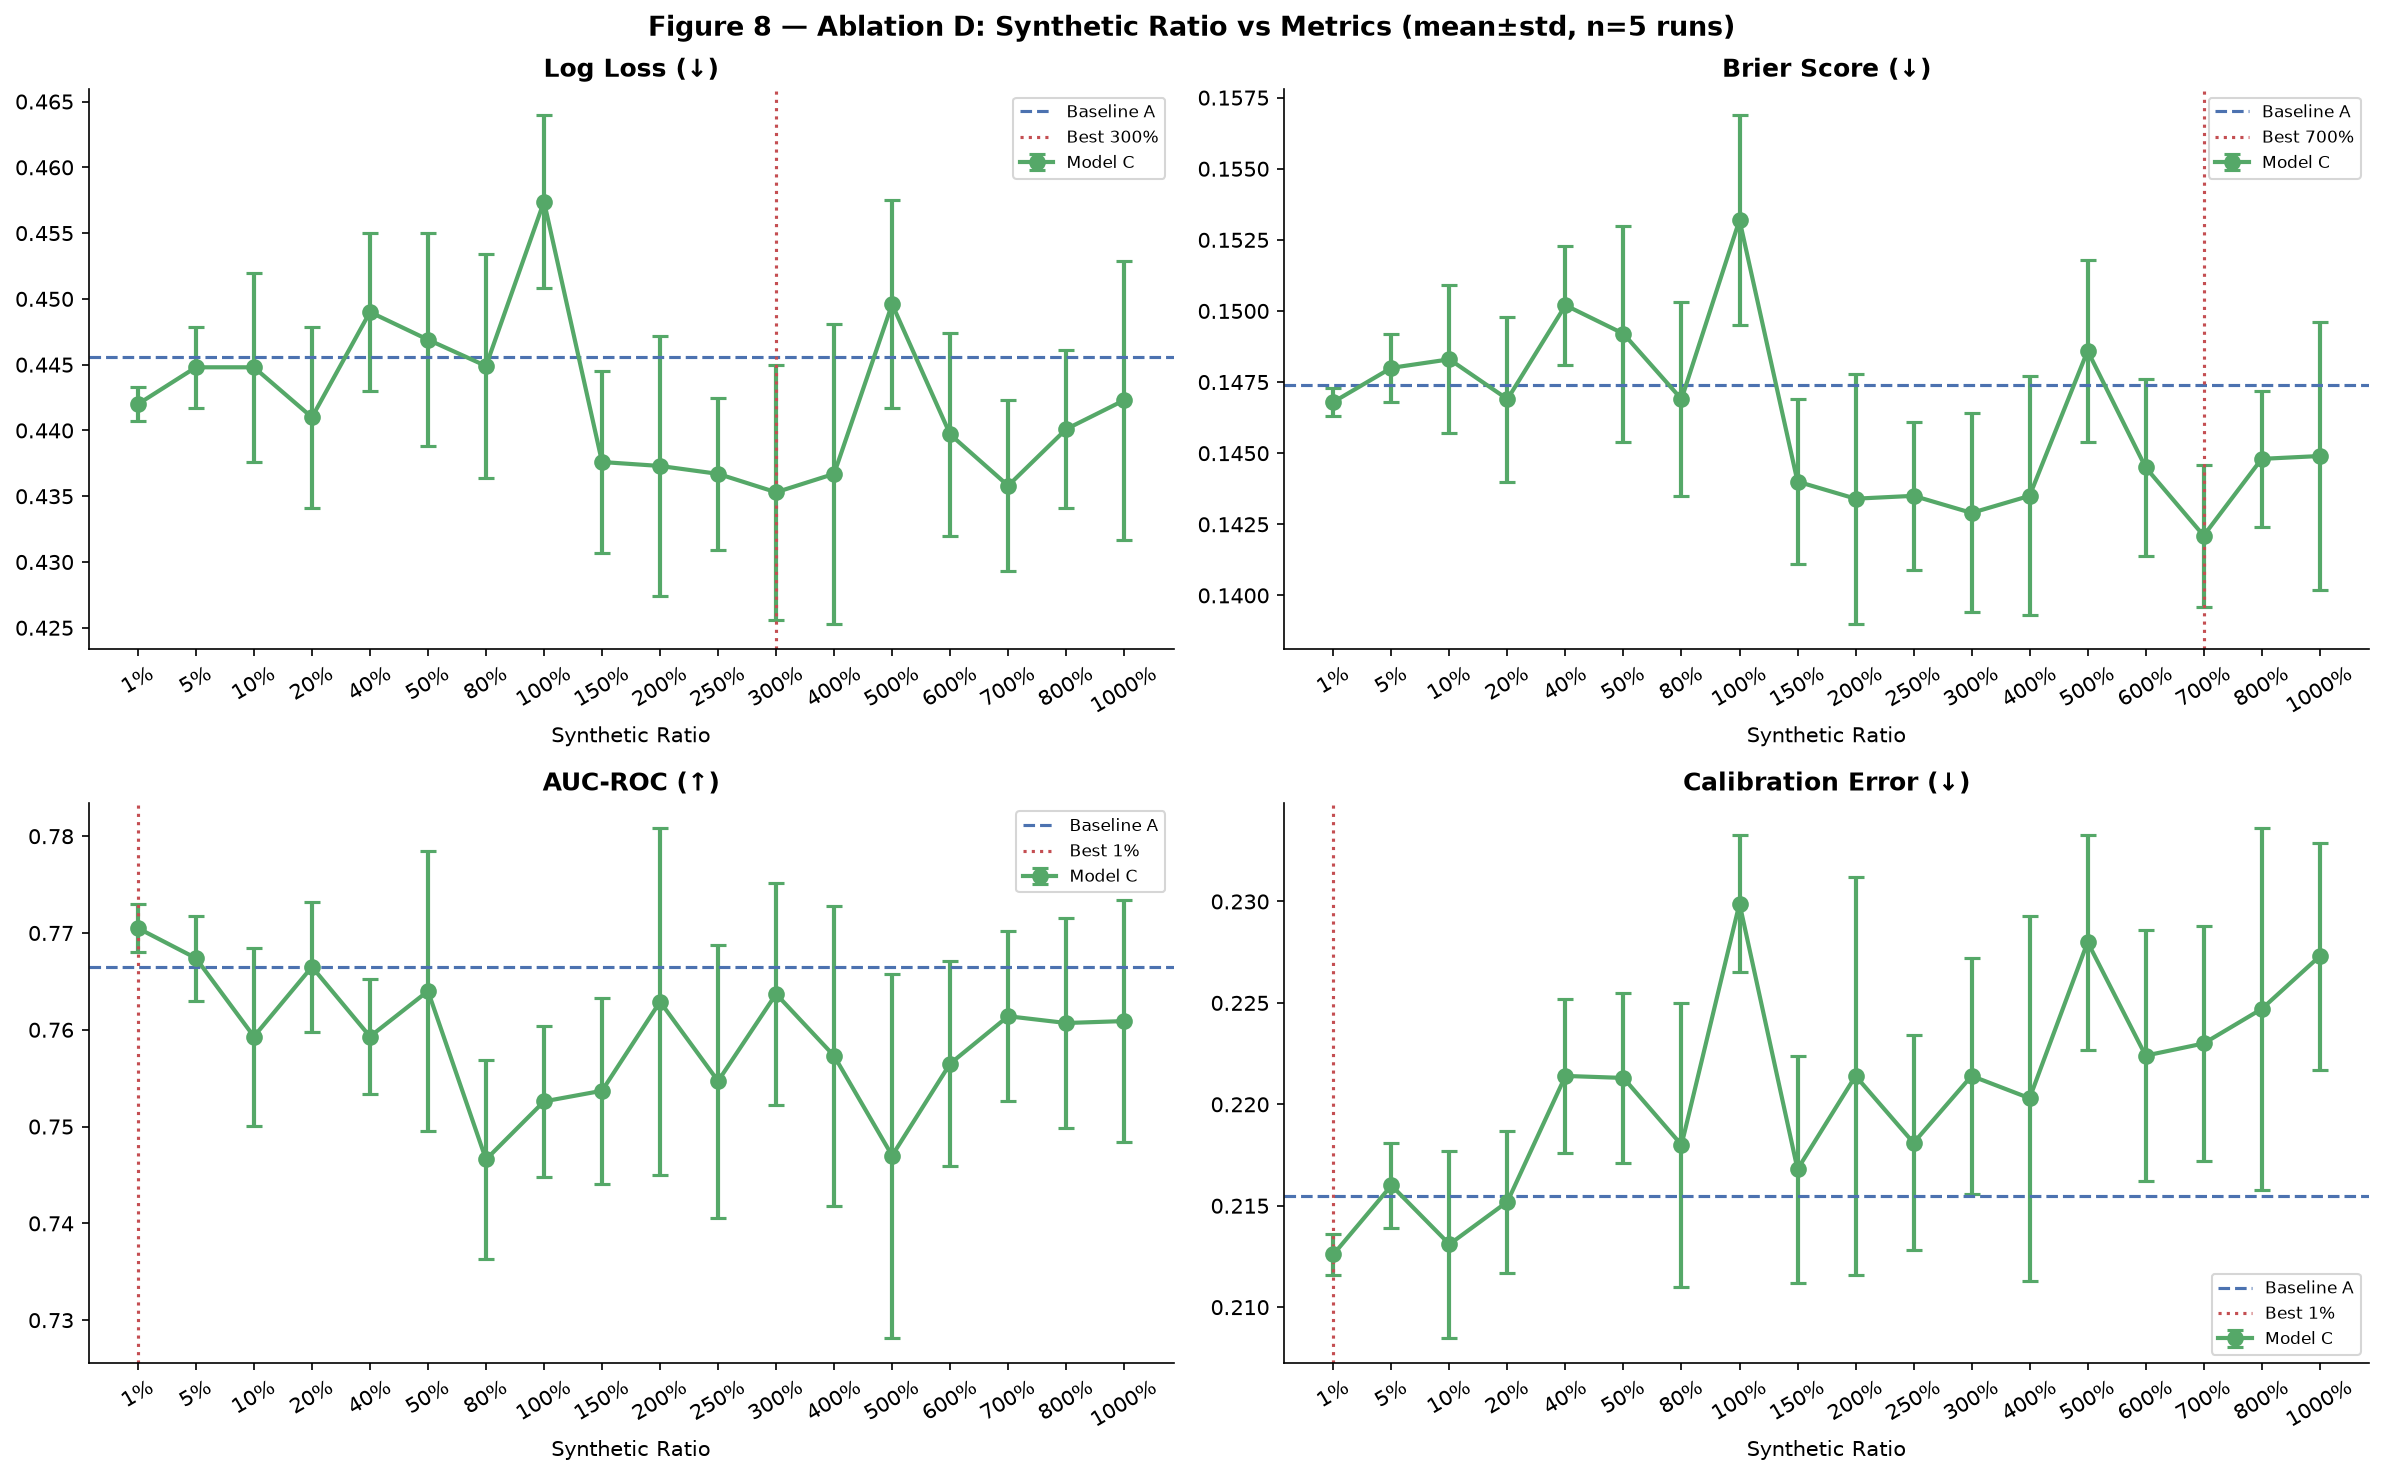 Figure 8 — Ablation D: Synthetic Ratio vs Metrics (mean±std, n=5 runs)
Log Loss (↓)
0.465
0.460
0.455
0.450
0.445
0.440
0.435
0.430
0.425
Baseline A
Best 300%
Model C
1% 5% 10% 20% 40% 50% 80% 100% 150% 200% 250% 300% 400% 500% 600% 700% 800% 1000%
Synthetic Ratio
Brier Score (↓)
0.1575
0.1550
0.1525
0.1500
0.1475
0.1450
0.1425
0.1400
Baseline A
Best 700%
Model C
1% 5% 10% 20% 40% 50% 80% 100% 150% 200% 250% 300% 400% 500% 600% 700% 800% 1000%
Synthetic Ratio
AUC-ROC (↑)
0.78
0.77
0.76
0.75
0.74
0.73
Baseline A
Best 1%
Model C
1% 5% 10% 20% 40% 50% 80% 100% 150% 200% 250% 300% 400% 500% 600% 700% 800% 1000%
Synthetic Ratio
Calibration Error (↓)
0.230
0.225
0.220
0.215
0.210
Baseline A
Best 1%
Model C
1% 5% 10% 20% 40% 50% 80% 100% 150% 200% 250% 300% 400% 500% 600% 700% 800% 1000%
Synthetic Ratio